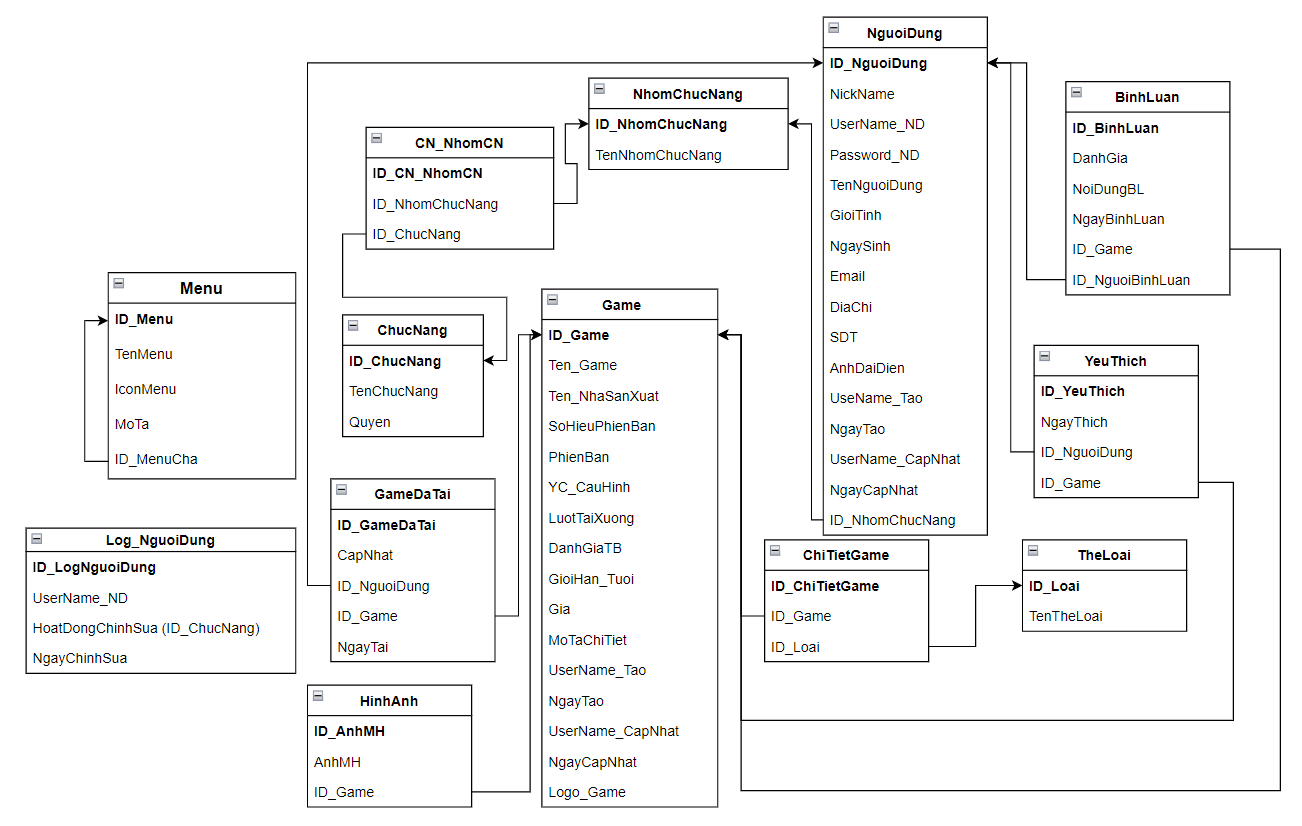 NguoiDung
ID_NguoiDung
NickName
UserName_ND
Password_ND
TenNguoiDung
GioiTinh
NgaySinh
Email
DiaChi
SDT
AnhDaiDien
UseName_Tao
NgayTao
UserName_CapNhat
NgayCapNhat
ID_NhomChucNang
NhomChucNang
ID_NhomChucNang
TenNhomChucNang
BinhLuan
ID_BinhLuan
DanhGia
NoiDungBL
NgayBinhLuan
ID_Game
ID_NguoiBinhLuan
CN_NhomCN
ID_CN_NhomCN
ID_NhomChucNang
ID_ChucNang
Menu
ID_Menu
TenMenu
IconMenu
MoTa
ID_MenuCha
ChucNang
ID_ChucNang
TenChucNang
Quyen
Game
ID_Game
Ten_Game
Ten_NhaSanXuat
SoHieuPhienBan
PhienBan
YC_CauHinh
LuotTaiXuong
DanhGiaTB
GioiHan_Tuoi
Gia
MoTaChiTiet
UserName_Tao
NgayTao
UserName_CapNhat
NgayCapNhat
Logo_Game
YeuThich
ID_YeuThich
NgayThich
ID_NguoiDung
ID_Game
GameDaTai
ID_GameDaTai
CapNhat
ID_NguoiDung
ID_Game
NgayTai
Log_NguoiDung
ID_LogNguoiDung
UserName_ND
HoatDongChinhSua (ID_ChucNang)
NgayChinhSua
ChiTietGame
ID_ChiTietGame
ID_Game
ID_Loai
TheLoai
ID_Loai
TenTheLoai
HinhAnh
ID_AnhMH
AnhMH
ID_Game